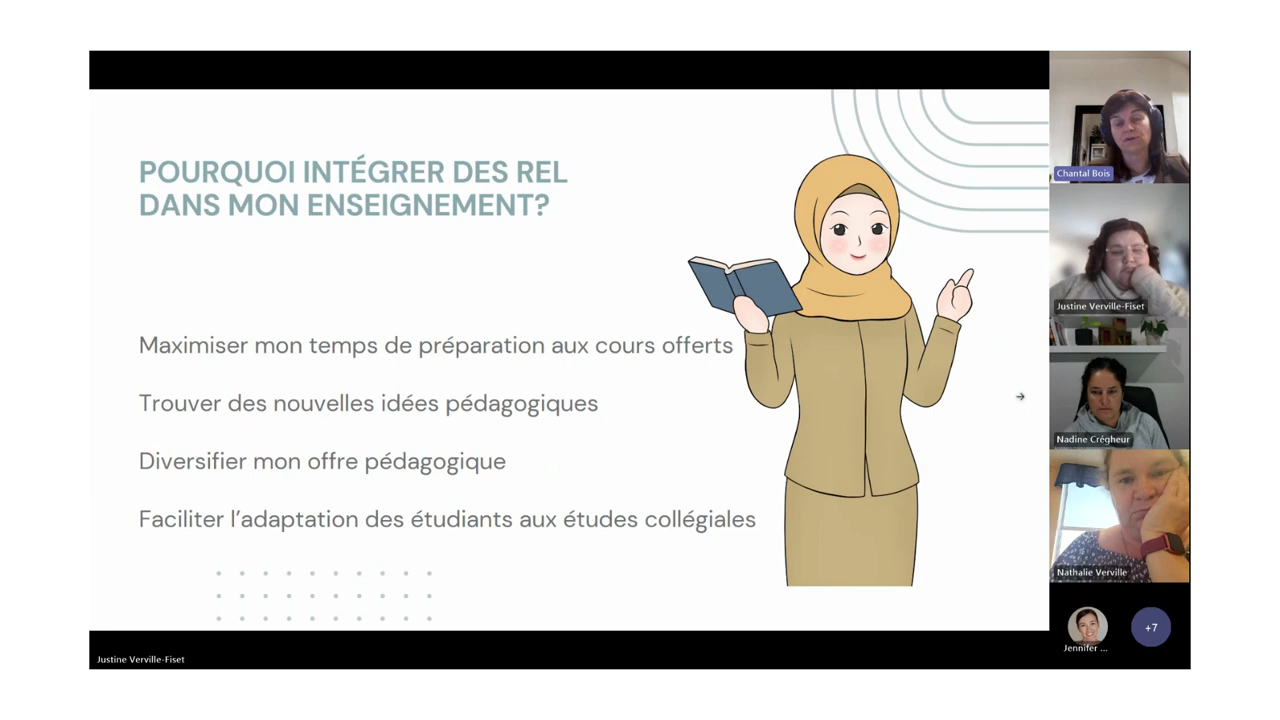 POURQUOI INTÉGRER DES REL
DANS MON ENSEIGNEMENT?
Maximiser mon temps de préparation aux cours offerts
Trouver des nouvelles idées pédagogiques
Diversifier mon offre pédagogique
Faciliter l'adaptation des étudiants aux études collégiales
Chantal Bois
Justine Verville-Fiset
Nadine Crégheur
Nathalie Verville
Jennifer ...
+7
Justine Verville-Fiset